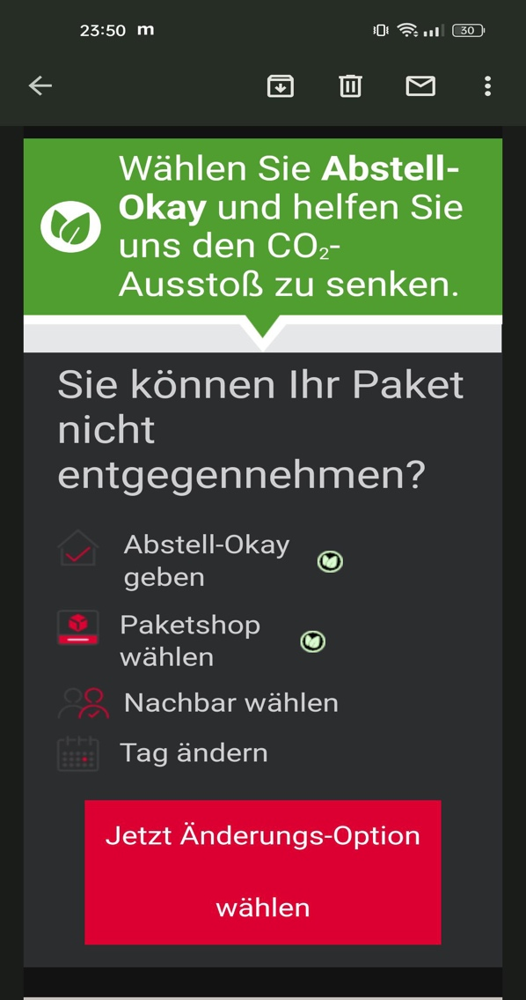 23:50 m
30
Wählen Sie Abstell-
Okay und helfen Sie
uns den CO₂-
Ausstoß zu senken.
Sie können Ihr Paket
nicht
entgegennehmen?
Abstell-Okay
geben
Paketshop
wählen
Nachbar wählen
Tag ändern
Jetzt Änderungs-Option
wählen